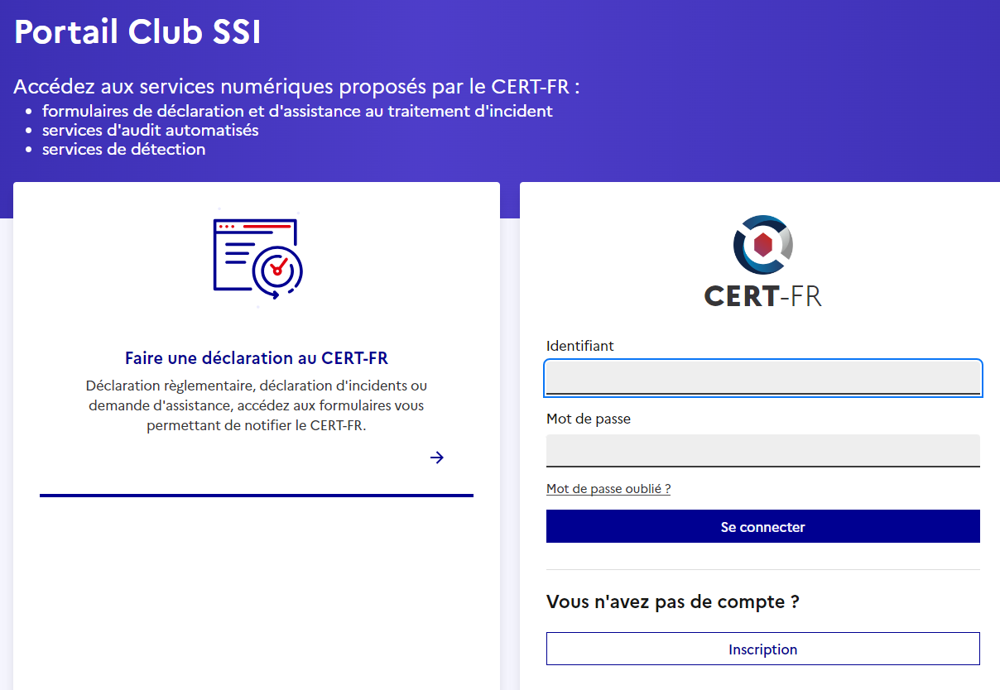 Portail Club SSI
Accédez aux services numériques proposés par le CERT-FR :
• formulaires de déclaration et d'assistance au traitement d'incident
• services d'audit automatisés
• services de détection
Faire une déclaration au CERT-FR
Déclaration règlementaire, déclaration d'incidents ou
demande d'assistance, accédez aux formulaires vous
permettant de notifier le CERT-FR.
CERT-FR
Identifiant
Mot de passe
Mot de passe oublié ?
Se connecter
Vous n'avez pas de compte ?
Inscription